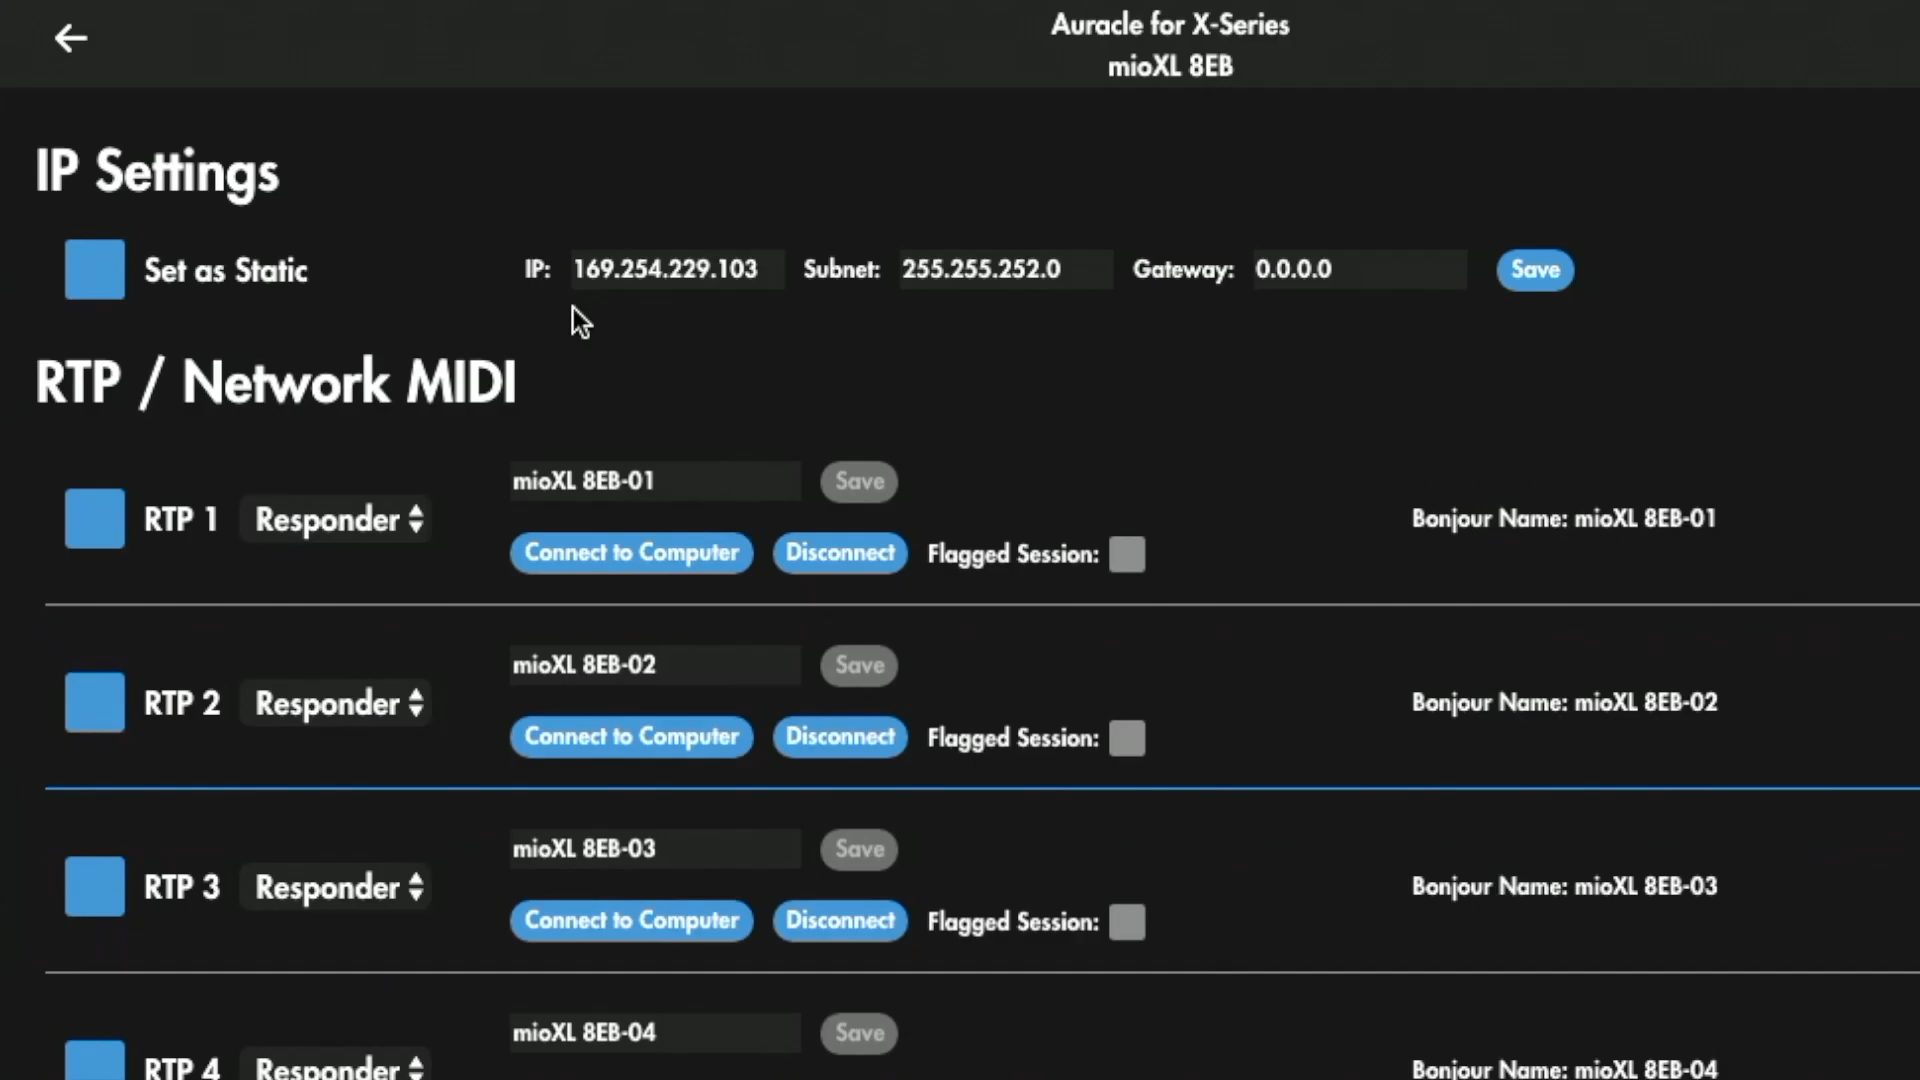 Auracle for X-Series
mioXL 8EB
IP Settings
Set as Static IP: 169.254.229.103 Subnet: 255.255.252.0 Gateway: 0.0.0.0 Save
RTP / Network MIDI
mioXL 8EB-01 Save
RTP 1 Responder Bonjour Name: mioXL 8EB-01
Connect to Computer Disconnect Flagged Session:
mioXL 8EB-02 Save
RTP 2 Responder Bonjour Name: mioXL 8EB-02
Connect to Computer Disconnect Flagged Session:
mioXL 8EB-03 Save
RTP 3 Responder Bonjour Name: mioXL 8EB-03
Connect to Computer Disconnect Flagged Session:
mioXL 8EB-04 Save
RTP 4 Responder Bonjour Name: mioXL 8EB-04